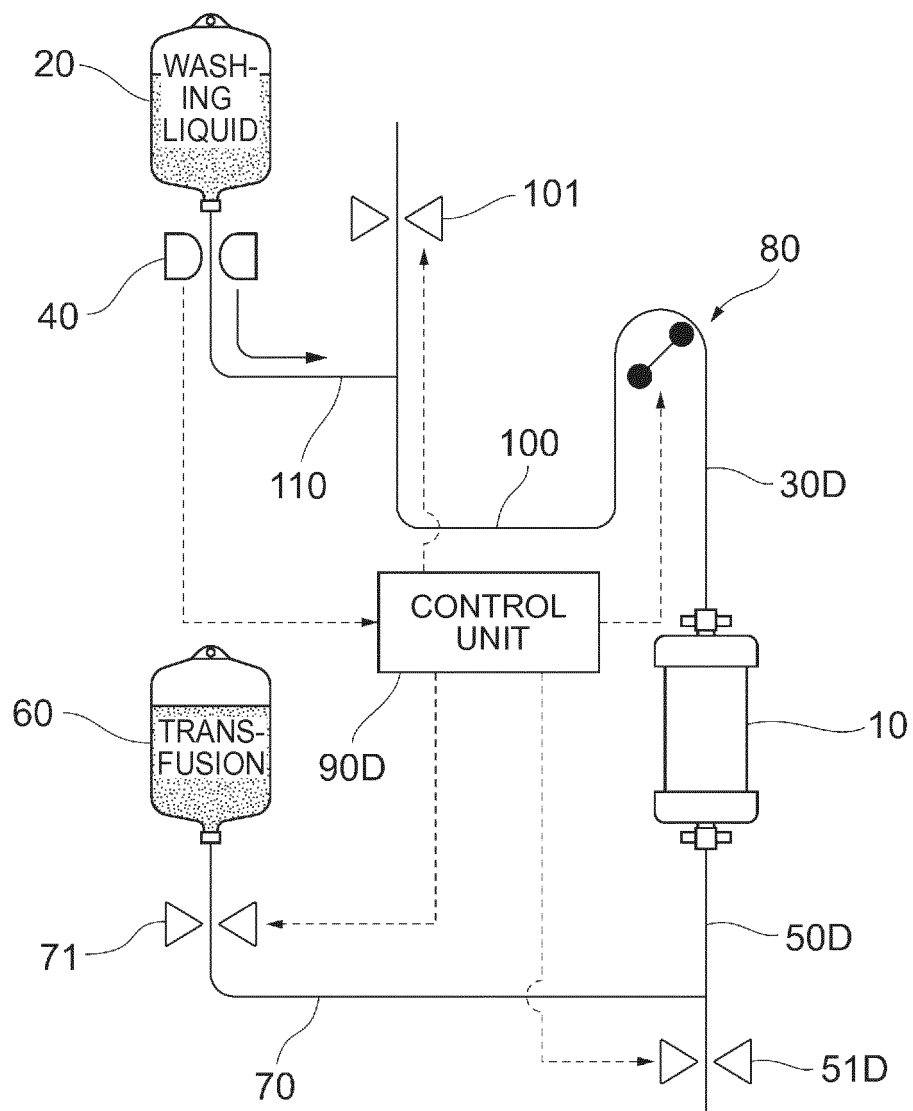 20
WASH-
ING
LIQUID
101
40
80
110
100
30D
CONTROL
UNIT
60
TRANS-
FUSION
90D
10
71
50D
70
51D